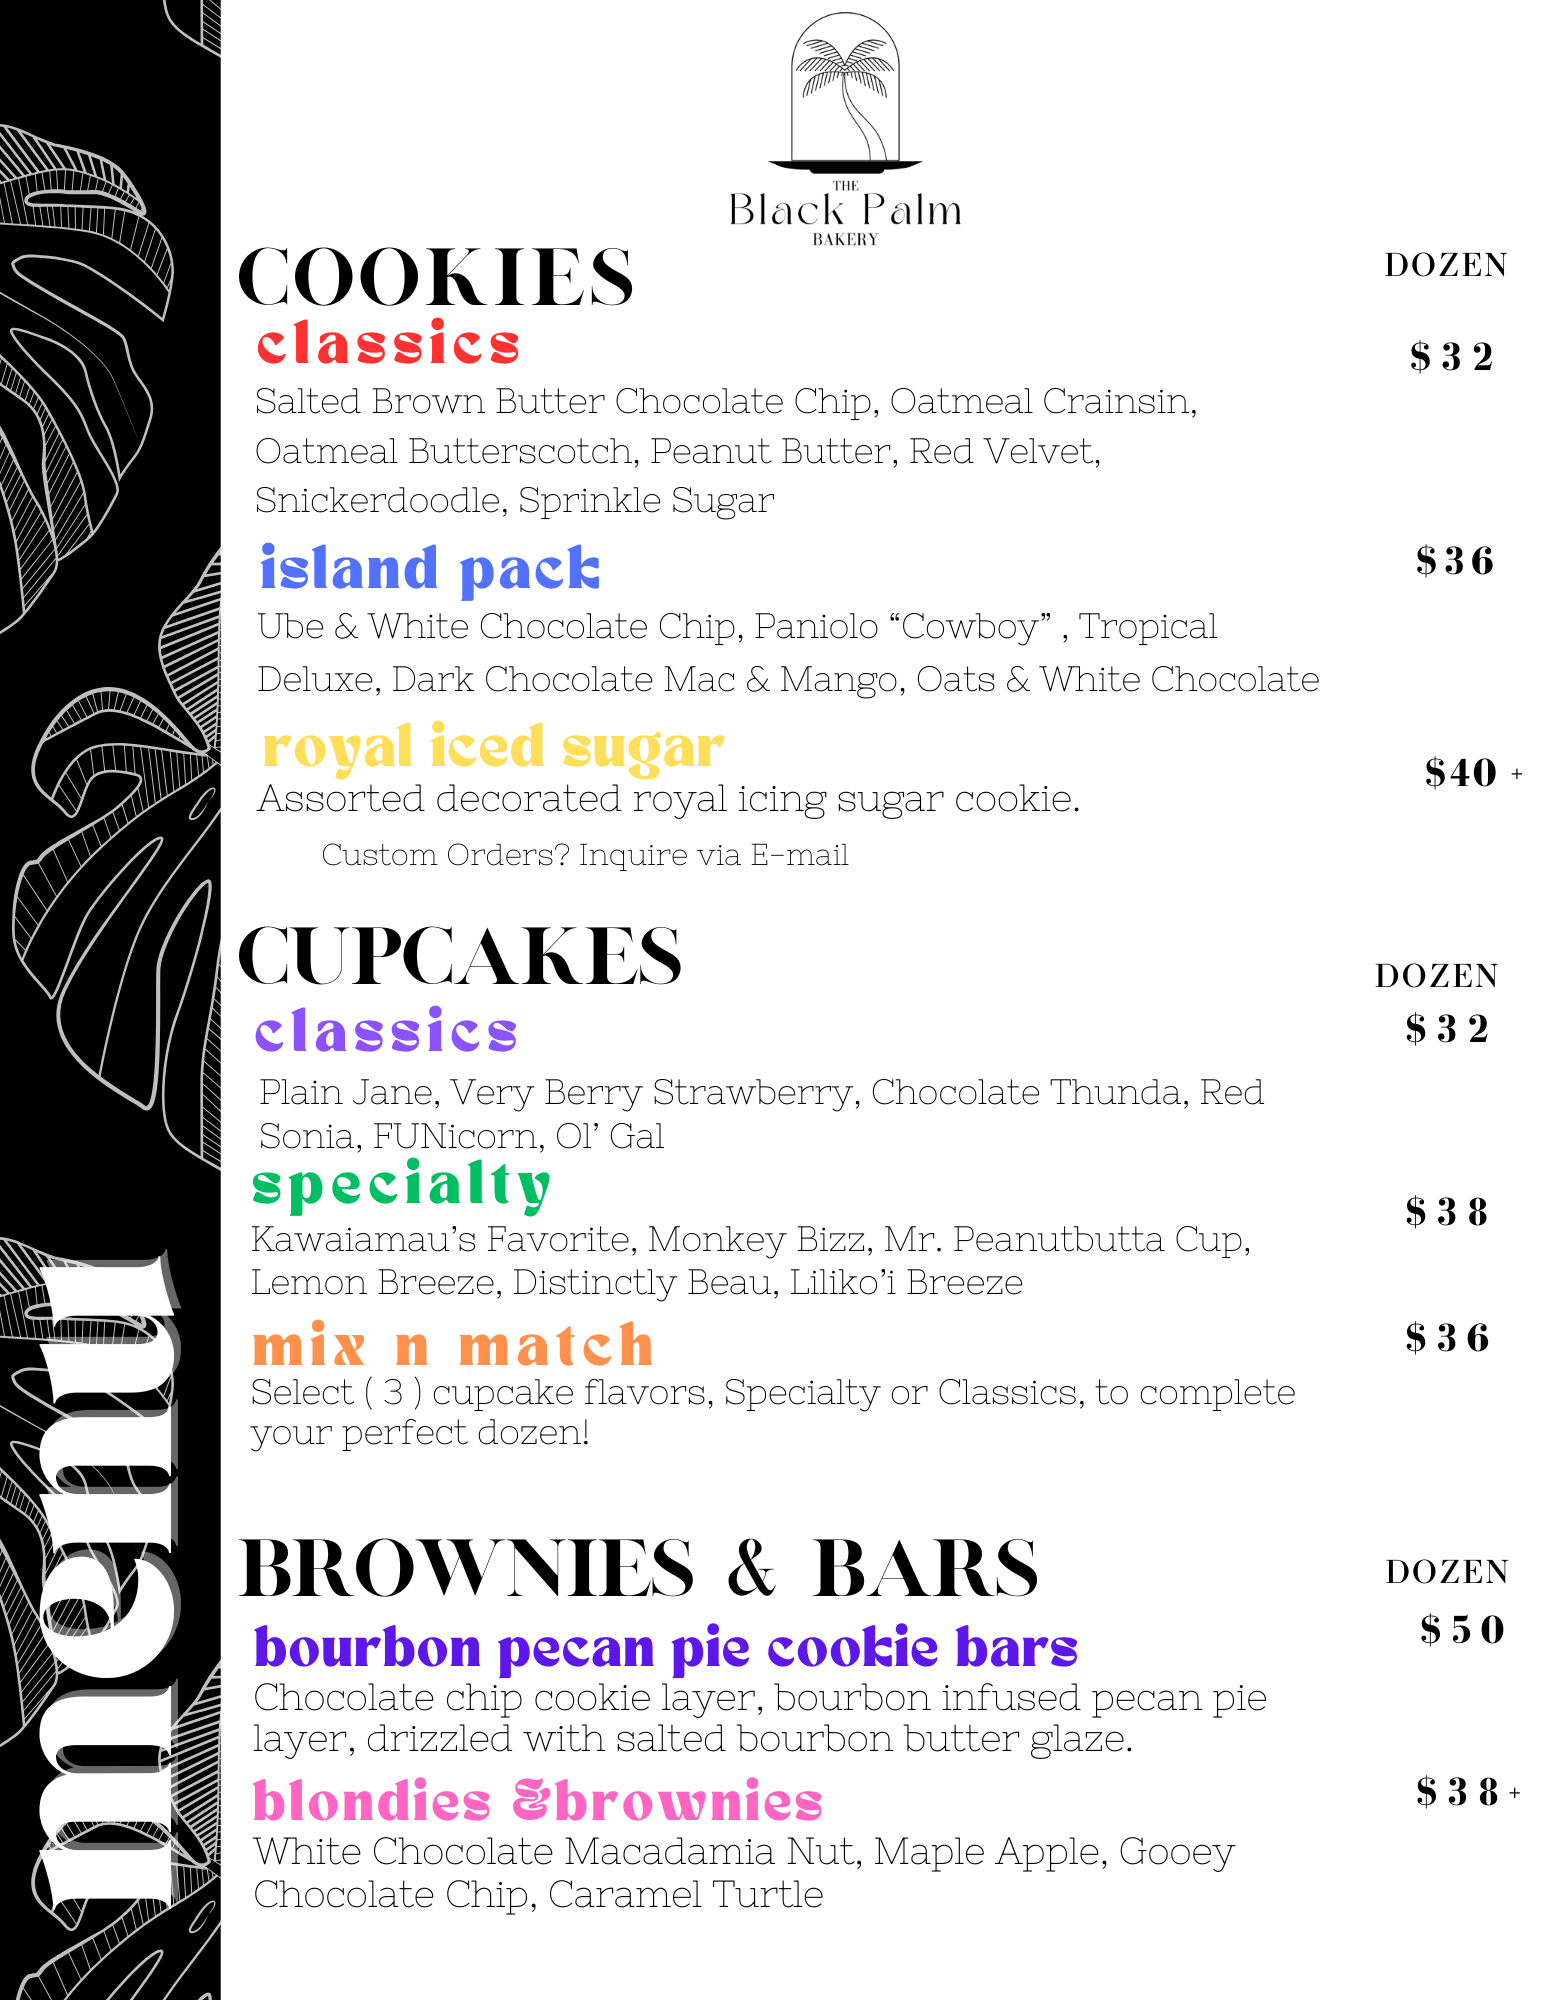 THE
Black Palm
BAKERY
COOKIES
DOZEN
classics
$32
Salted Brown Butter Chocolate Chip, Oatmeal Crainsin,
Oatmeal Butterscotch, Peanut Butter, Red Velvet,
Snickerdoodle, Sprinkle Sugar
island pack
$36
Ube & White Chocolate Chip, Paniolo “Cowboy” , Tropical
Deluxe, Dark Chocolate Mac & Mango, Oats & White Chocolate
royal iced sugar
$40 +
Assorted decorated royal icing sugar cookie.
Custom Orders? Inquire via E-mail
CUPCAKES
DOZEN
classics
$32
Plain Jane, Very Berry Strawberry, Chocolate Thunda, Red
Sonia, FUNicorn, Ol’ Gal
specialty
$38
Kawaiamau’s Favorite, Monkey Bizz, Mr. Peanutbutta Cup,
Lemon Breeze, Distinctly Beau, Liliko’i Breeze
mix n match
$36
Select ( 3 ) cupcake flavors, Specialty or Classics, to complete
your perfect dozen!
BROWNIES & BARS
DOZEN
bourbon pecan pie cookie bars
$50
Chocolate chip cookie layer, bourbon infused pecan pie
layer, drizzled with salted bourbon butter glaze.
blondies &brownies
$38+
White Chocolate Macadamia Nut, Maple Apple, Gooey
Chocolate Chip, Caramel Turtle
menu